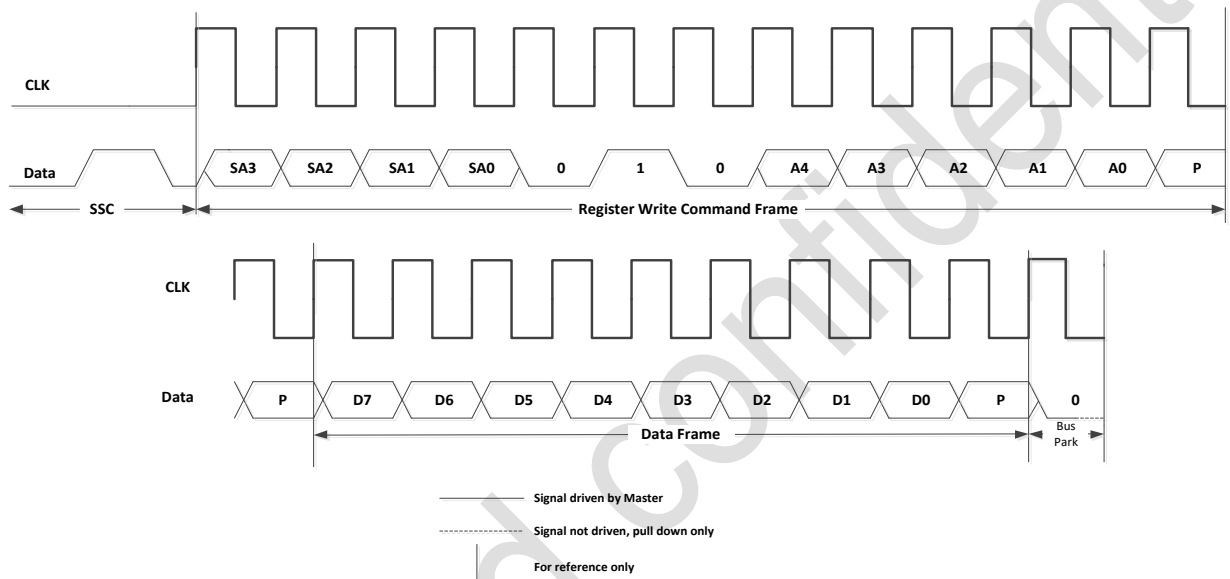 CLK
Data SA3 SA2 SA1 SA0 0 1 0 A4 A3 A2 A1 A0 P
SSC Register Write Command Frame
CLK
Data P D7 D6 D5 D4 D3 D2 D1 D0 P 0
Data Frame Bus
Park
Signal driven by Master
Signal not driven, pull down only
For reference only